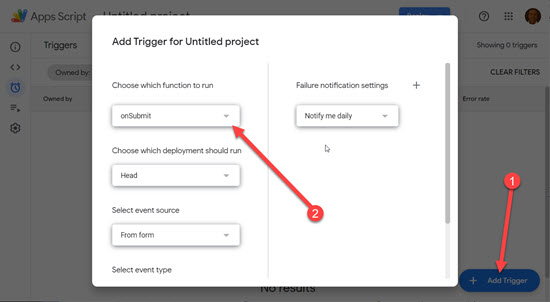 Apps Script
Untitled project
Triggers
Showing 0 triggers
Owned by:
CLEAR FILTERS
Owned by
Error rate
Add Trigger for Untitled project
Choose which function to run
onSubmit
Choose which deployment should run
Head
Select event source
From form
Select event type
Failure notification settings
+
Notify me daily
2
1
+ Add Trigger
No results